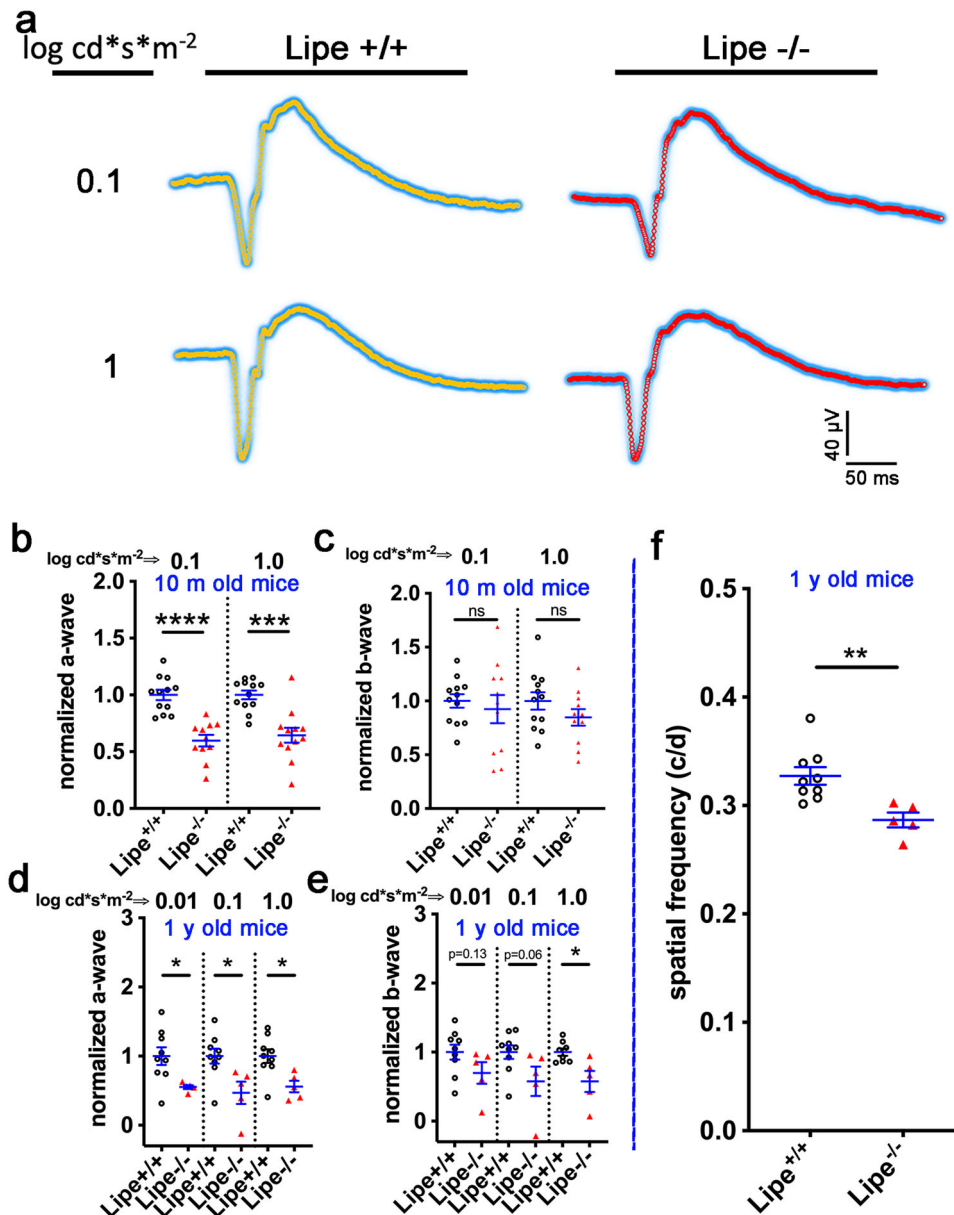 a
log cd*s*m-2 Lipe +/+ Lipe -/-
0.1
1
40 µV
50 ms
b
log cd*s*m-2⇒ 0.1 1.0
10 m old mice
**** ***
normalized a-wave
2.0
1.5
1.0
0.5
0.0
Lipe+/+ Lipe-/- Lipe+/+ Lipe-/-
c
log cd*s*m-2⇒ 0.1 1.0
10 m old mice
ns ns
normalized b-wave
2.0
1.5
1.0
0.5
0.0
Lipe+/+ Lipe-/- Lipe+/+ Lipe-/-
d
log cd*s*m-2⇒ 0.01 0.1 1.0
1 y old mice
* * *
normalized a-wave
3
2
1
0
Lipe+/+ Lipe-/- Lipe+/+ Lipe-/- Lipe+/+ Lipe-/-
e
log cd*s*m-2⇒ 0.01 0.1 1.0
1 y old mice
p=0.13 p=0.06 *
normalized b-wave
3
2
1
0
Lipe+/+ Lipe-/- Lipe+/+ Lipe-/- Lipe+/+ Lipe-/-
f
1 y old mice
**
spatial frequency (c/d)
0.5
0.4
0.3
0.3
0.1
0.0
Lipe+/+ Lipe-/-